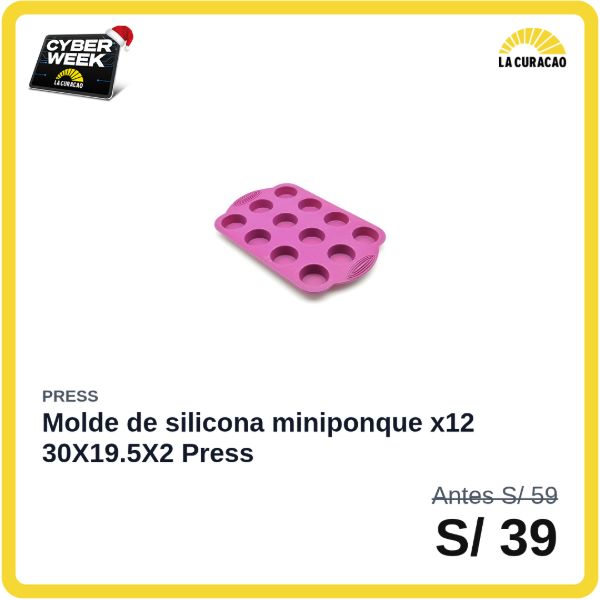 CYBER
WEEK
LA CURACAO
LA CURACAO
PRESS
Molde de silicona miniponque x12
30X19.5X2 Press
Antes S/ 59
S/ 39